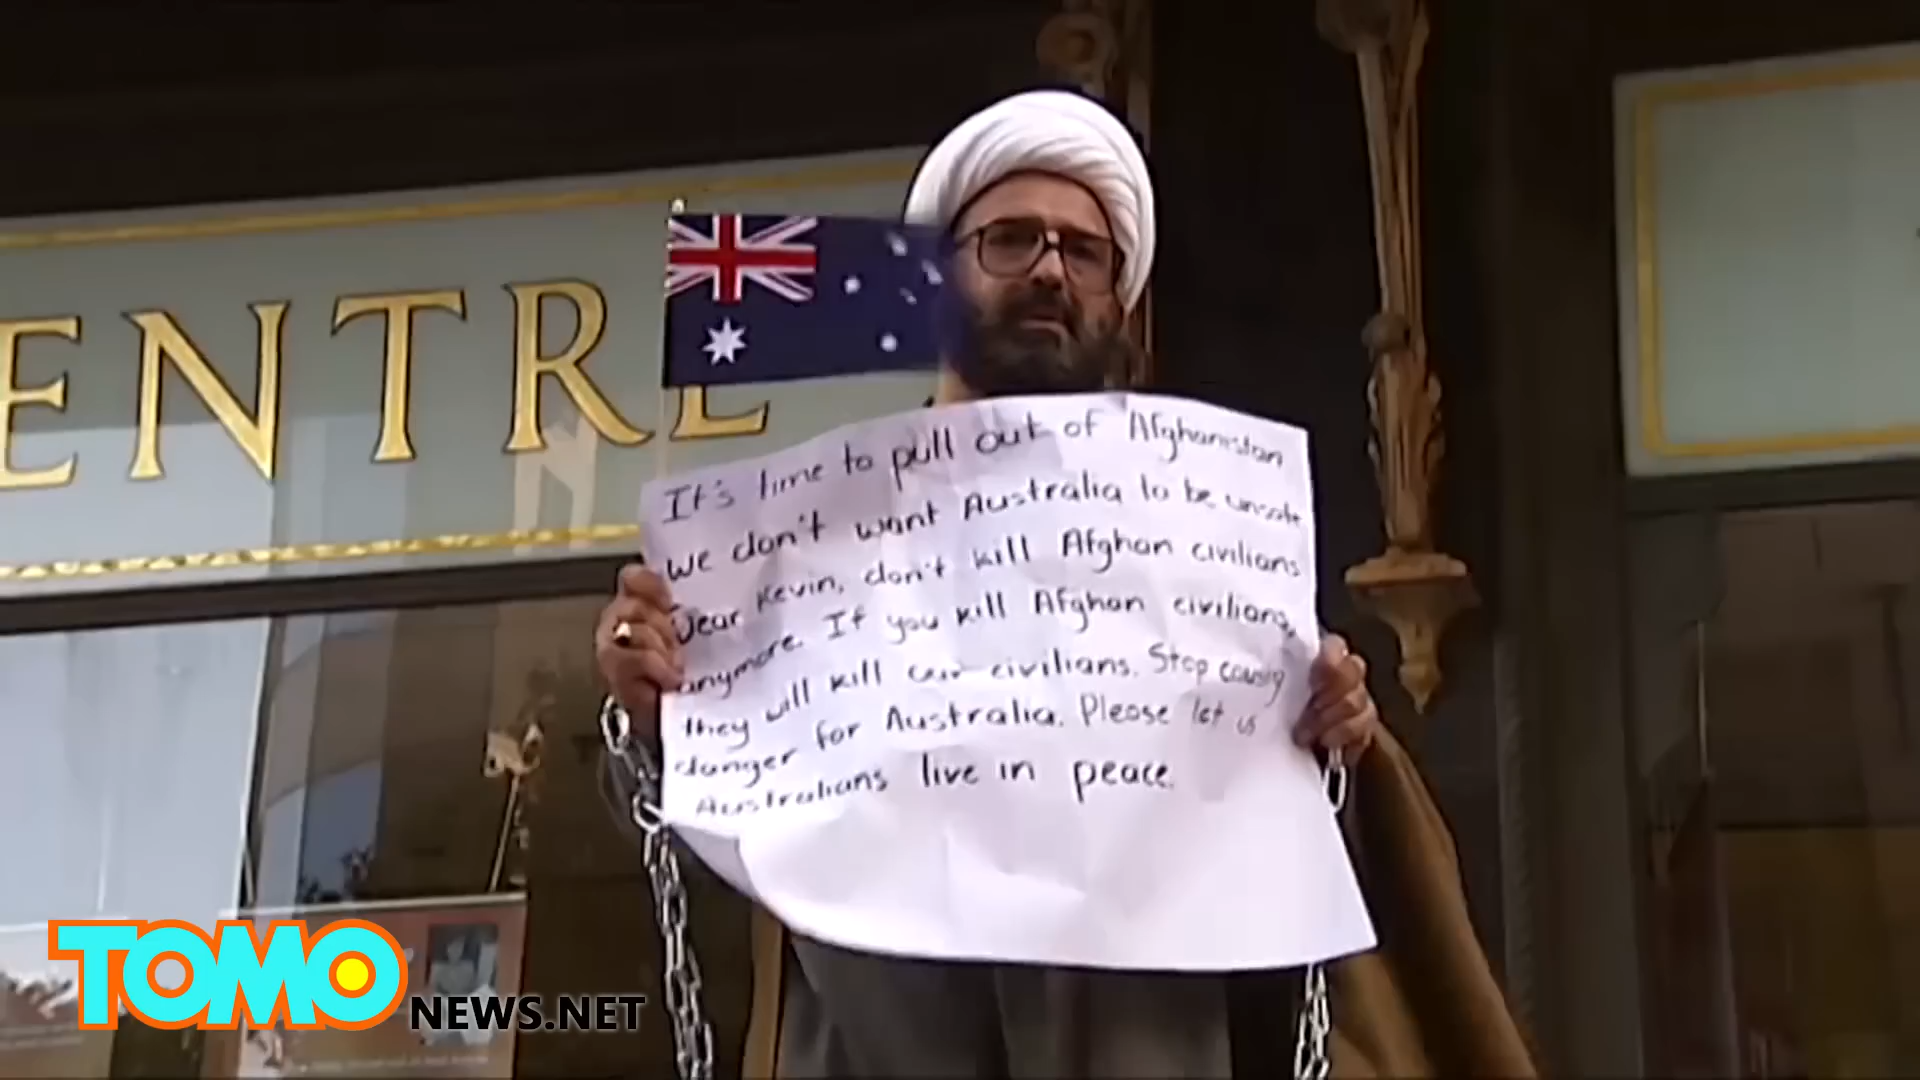 ENTRE
It's time to pull out of Afghanistan
we don't want Australia to be unsafe
Dear Kevin, don't kill Afghan civilians
anymore. If you kill Afghan civilians,
they will kill our civilians. Stop causig
danger for Australia. Please let us
Australians live in peace.
TOMO NEWS.NET